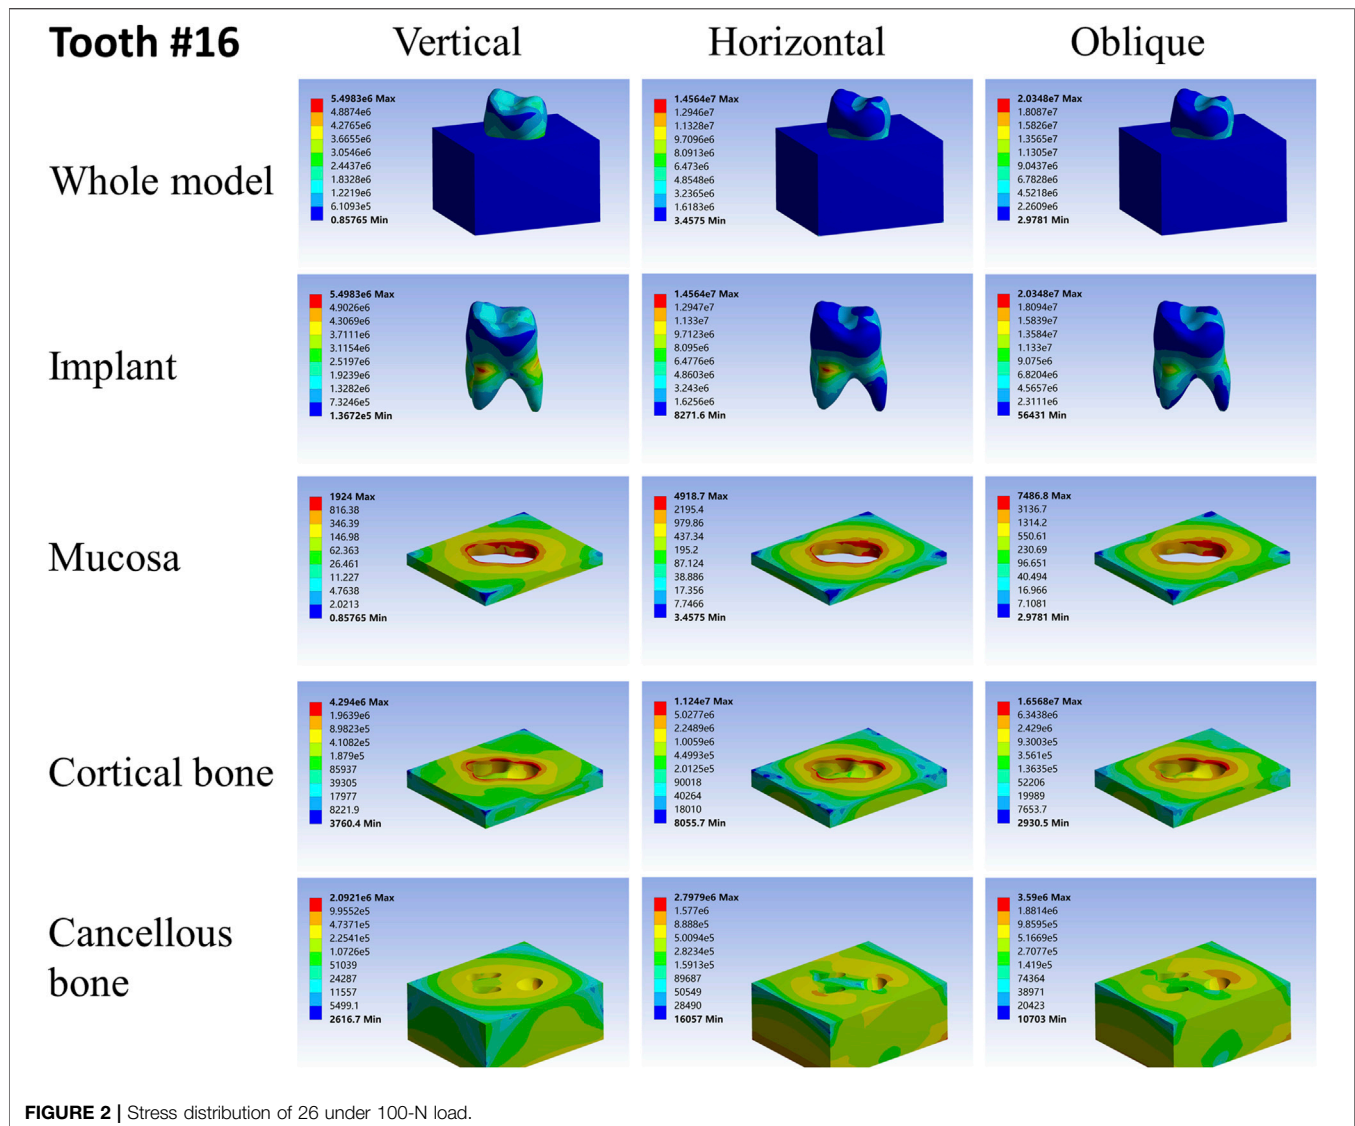 Tooth #16
Vertical
Horizontal
Oblique
Whole model
5.4983e6 Max
4.8874e6
4.2765e6
3.6655e6
3.0546e6
2.4437e6
1.8328e6
1.2219e6
6.1093e5
0.85765 Min
1.4564e7 Max
1.2946e7
1.1328e7
9.7096e6
8.0913e6
6.473e6
4.8548e6
3.2365e6
1.6183e6
3.4575 Min
2.0348e7 Max
1.8087e7
1.5826e7
1.3565e7
1.1305e7
9.0437e6
6.7828e6
4.5218e6
2.2609e6
2.9781 Min
Implant
5.4983e6 Max
4.9026e6
4.3069e6
3.7111e6
3.1154e6
2.5197e6
1.9239e6
1.3282e6
7.3246e5
1.3672e5 Min
1.4564e7 Max
1.2947e7
1.133e7
9.7123e6
8.095e6
6.4776e6
4.8603e6
3.243e6
1.6256e6
8271.6 Min
2.0348e7 Max
1.8094e7
1.5839e7
1.3584e7
1.133e7
9.075e6
6.8204e6
4.5657e6
2.3111e6
56431 Min
Mucosa
1924 Max
816.38
346.39
146.98
62.363
26.461
11.227
4.7638
2.0213
0.85765 Min
4918.7 Max
2195.4
979.86
437.34
195.2
87.124
38.886
17.356
7.7466
3.4575 Min
7486.8 Max
3136.7
1314.2
550.61
230.69
96.651
40.494
16.966
7.1081
2.9781 Min
Cortical bone
4.294e6 Max
1.9639e6
8.9823e5
4.1082e5
1.879e5
85937
39305
17977
8221.9
3760.4 Min
1.124e7 Max
5.0277e6
2.2489e6
1.0059e6
4.4993e5
2.0125e5
90018
40264
18010
8055.7 Min
1.6568e7 Max
6.3438e6
2.429e6
9.3003e5
3.561e5
1.3635e5
52206
19989
7653.7
2930.5 Min
Cancellous
bone
2.0921e6 Max
9.9552e5
4.7371e5
2.2541e5
1.0726e5
51039
24287
11557
5499.1
2616.7 Min
2.7979e6 Max
1.577e6
8.888e5
5.0094e5
2.8234e5
1.5913e5
89687
50549
28490
16057 Min
3.59e6 Max
1.8814e6
9.8595e5
5.1669e5
2.7077e5
1.419e5
74364
38971
20423
10703 Min
FIGURE 2 | Stress distribution of 26 under 100-N load.